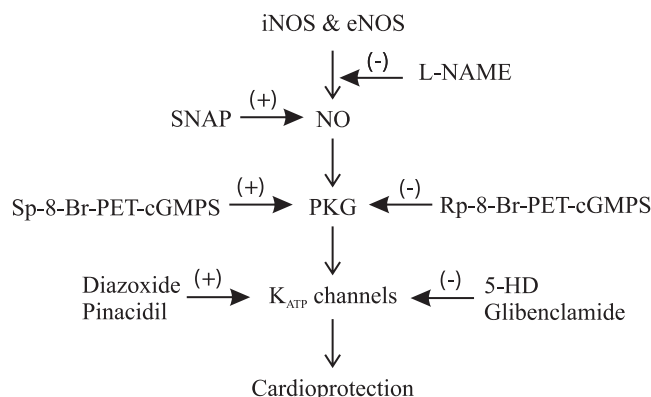 iNOS & eNOS
(-)
L-NAME
SNAP
(+)
NO
Sp-8-Br-PET-cGMPS
(+)
PKG
(-)
Rp-8-Br-PET-cGMPS
Diazoxide
Pinacidil
(+)
K_ATP channels
(-)
5-HD
Glibenclamide
Cardioprotection